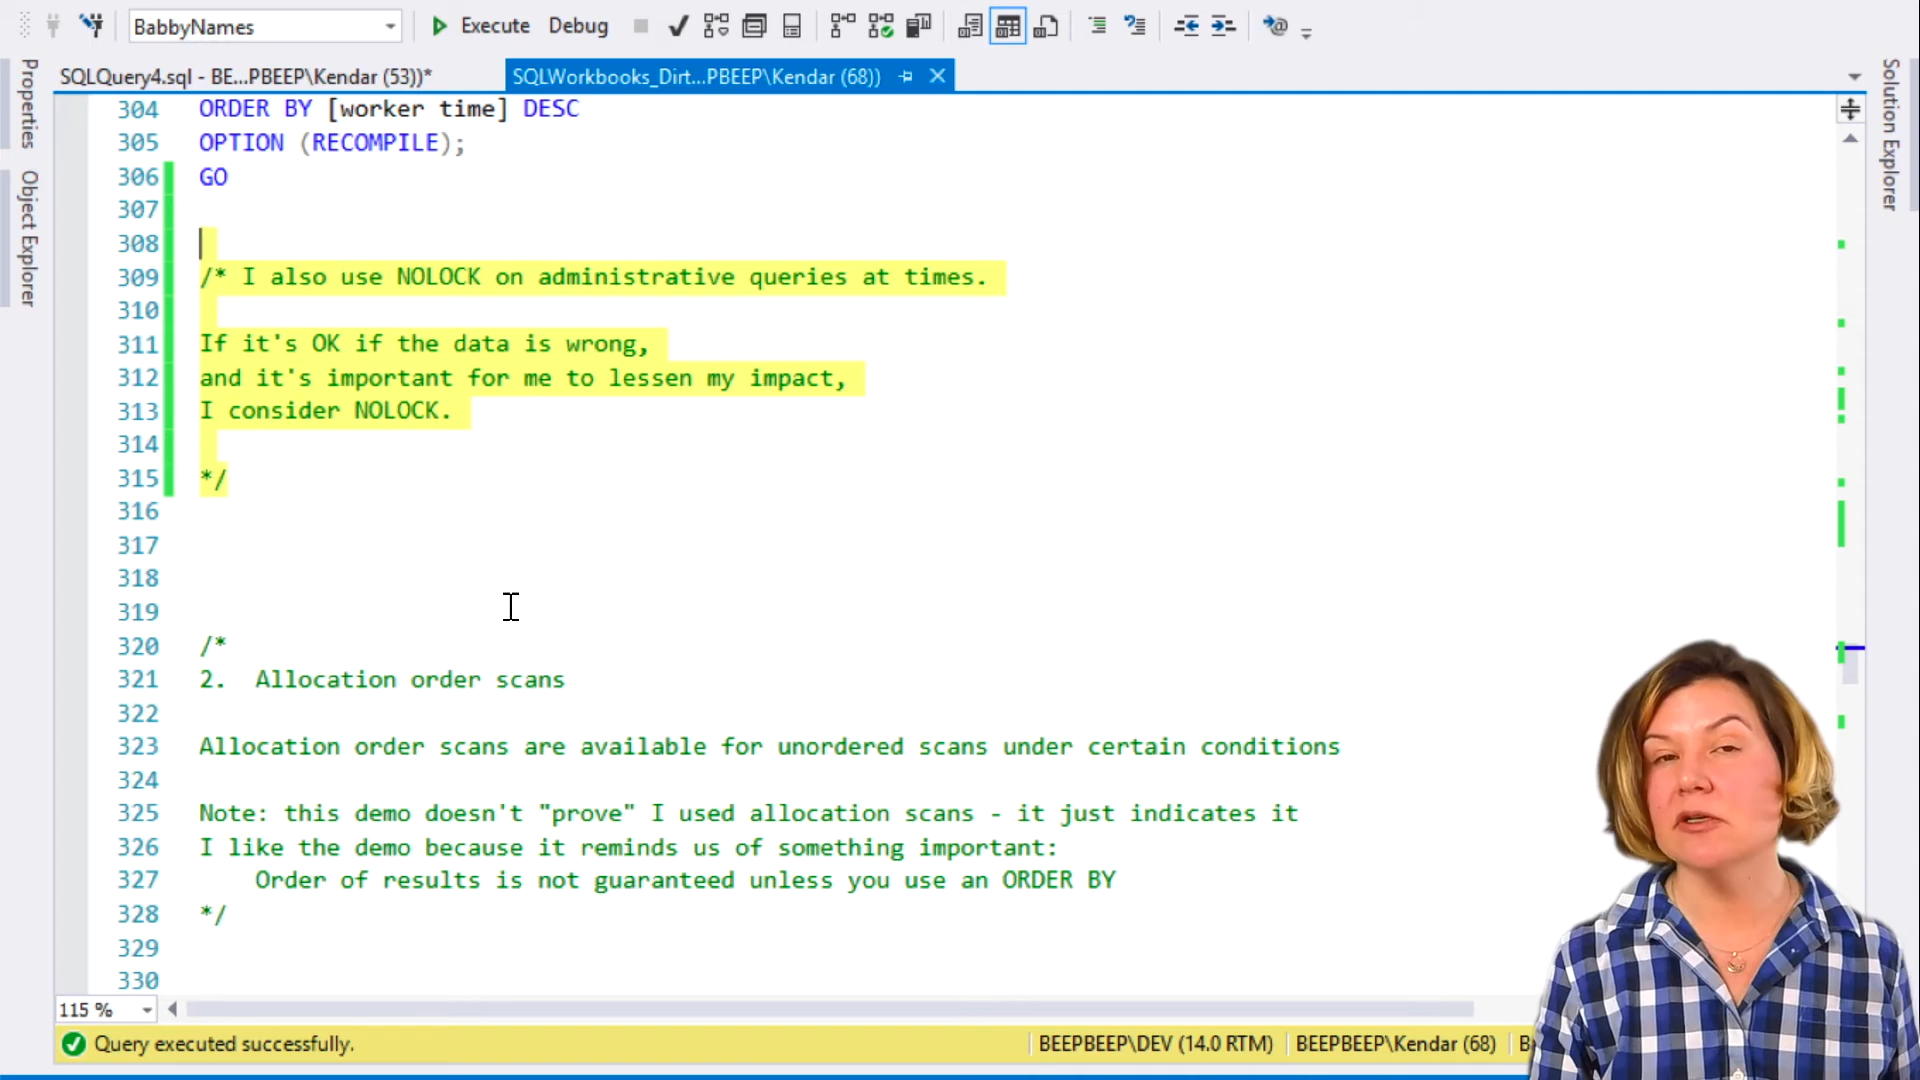 BabbyNames
Execute
Debug
SQLQuery4.sql - BE...PBEEP\Kendar (53))*
SQLWorkbooks_Dirt...PBEEP\Kendar (68))
Properties
Object Explorer
Solution Explorer
304 ORDER BY [worker time] DESC
305 OPTION (RECOMPILE);
306 GO
307
308
309 /* I also use NOLOCK on administrative queries at times.
310
311 If it's OK if the data is wrong,
312 and it's important for me to lessen my impact,
313 I consider NOLOCK.
314
315 */
316
317
318
319
320 /*
321 2.  Allocation order scans
322
323 Allocation order scans are available for unordered scans under certain conditions
324
325 Note: this demo doesn't "prove" I used allocation scans - it just indicates it
326 I like the demo because it reminds us of something important:
327     Order of results is not guaranteed unless you use an ORDER BY
328 */
329
330
115 %
Query executed successfully.
BEEPBEEP\DEV (14.0 RTM)
BEEPBEEP\Kendar (68)